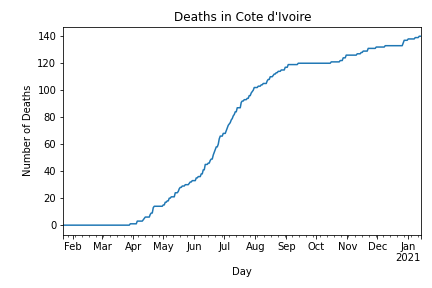 Deaths in Cote d'Ivoire
140
120
100
80
60
40
20
0
Number of Deaths
Feb Mar Apr May Jun Jul Aug Sep Oct Nov Dec Jan
2021
Day